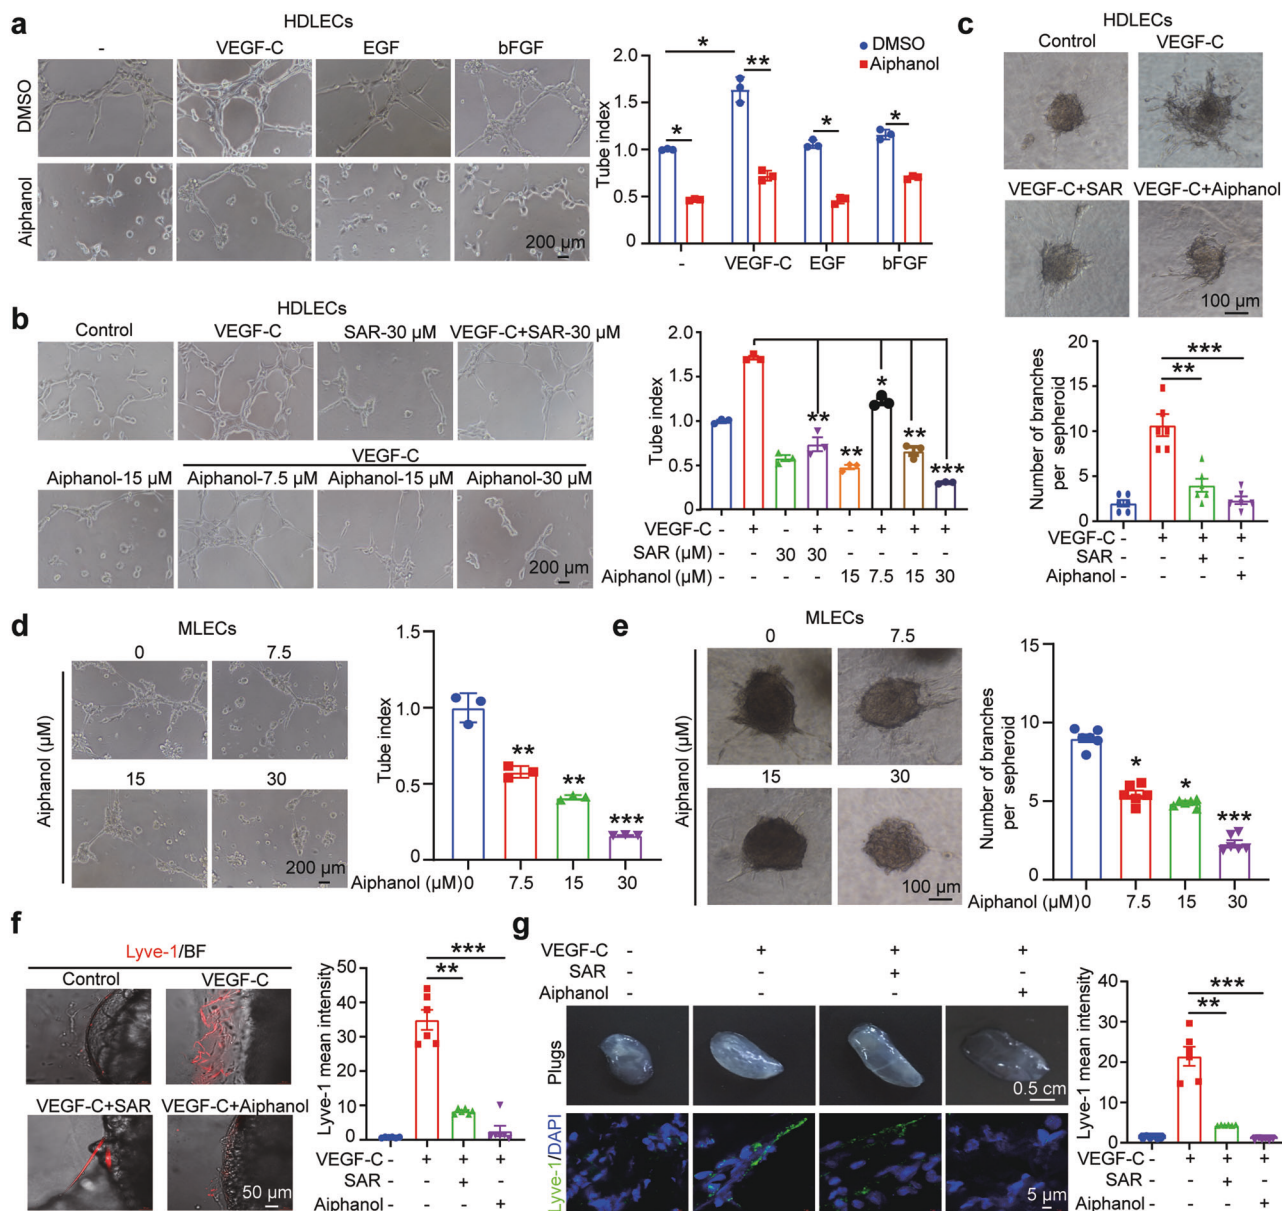 a
HDLECs
- VEGF-C EGF bFGF
DMSO
Aiphanol
200 µm
Tube index
2.0
1.5
1.0
0.5
0
DMSO
Aiphanol
* * ** * *
- VEGF-C EGF bFGF
b
HDLECs
Control VEGF-C SAR-30 µM VEGF-C+SAR-30 µM
VEGF-C
Aiphanol-15 µM Aiphanol-7.5 µM Aiphanol-15 µM Aiphanol-30 µM
200 µm
Tube index
2.0
1.5
1.0
0.5
0
** ** * ** ***
VEGF-C - + - + - + + +
SAR (µM) - - 30 30 - - - -
Aiphanol (µM) - - - - 15 7.5 15 30
c
HDLECs
Control VEGF-C
VEGF-C+SAR VEGF-C+Aiphanol
100 µm
Number of branches
per sepheroid
20
15
10
5
0
***
**
VEGF-C - + + +
SAR - - + -
Aiphanol - - - +
d
MLECs
Aiphanol (µM)
0 7.5
15 30
200 µm
Tube index
1.5
1.0
0.5
0
** ** ***
Aiphanol (µM) 0 7.5 15 30
e
MLECs
Aiphanol (µM)
0 7.5
15 30
100 µm
Number of branches
per sepheroid
15
10
5
0
* * ***
Aiphanol (µM) 0 7.5 15 30
f
Lyve-1/BF
Control VEGF-C
VEGF-C+SAR VEGF-C+Aiphanol
50 µm
Lyve-1 mean intensity
50
40
30
20
10
0
***
**
VEGF-C - + + +
SAR - - + -
Aiphanol - - - +
g
VEGF-C - + + +
SAR - - + -
Aiphanol - - - +
Plugs
0.5 cm
Lyve-1/DAPI
5 µm
Lyve-1 mean intensity
40
30
20
10
0
***
**
VEGF-C - + + +
SAR - - + -
Aiphanol - - - +